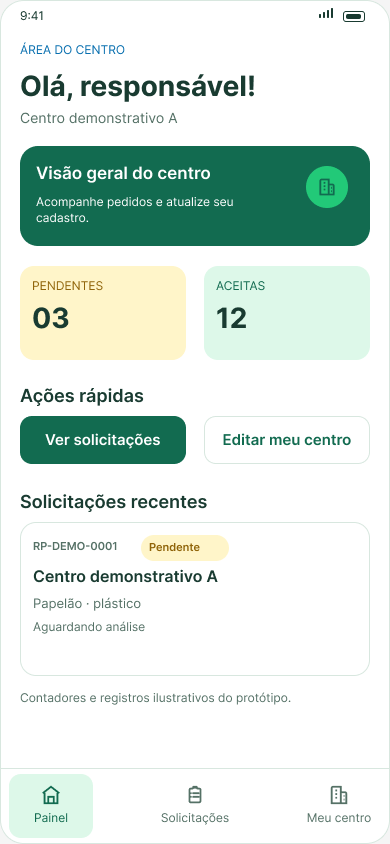 9:41
ÁREA DO CENTRO
Olá, responsável!
Centro demonstrativo A
Visão geral do centro
Acompanhe pedidos e atualize seu
cadastro.
PENDENTES
03
ACEITAS
12
Ações rápidas
Ver solicitações
Editar meu centro
Solicitações recentes
RP-DEMO-0001
Pendente
Centro demonstrativo A
Papelão · plástico
Aguardando análise
Contadores e registros ilustrativos do protótipo.
Painel
Solicitações
Meu centro